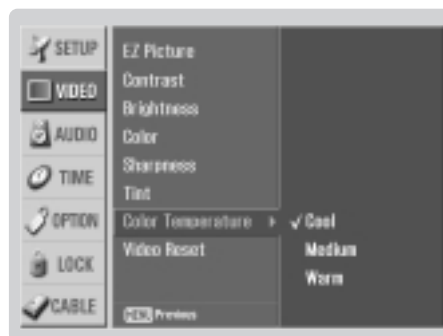 SETUP
VIDEO
AUDIO
TIME
OPTION
LOCK
CABLE
EZ Picture
Contrast
Brightness
Color
Sharpness
Tint
Color Temperature
Video Reset
MENU Previous
✓ Cool
Medium
Warm